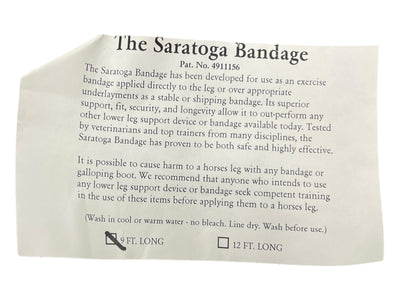 The Saratoga Bandage
Pat. No. 4911156
The Saratoga Bandage has been developed for use as an exercise
bandage applied directly to the leg or over appropriate
underlayments as a stable or shipping bandage. Its superior
support, fit, security, and longevity allow it to out-perform any
other lower leg support device or bandage available today. Tested
by veterinarians and top trainers from many disciplines, the
Saratoga Bandage has proven to be both safe and highly effective.
It is possible to cause harm to a horses leg with any bandage or
galloping boot. We recommend that anyone who intends to use
any lower leg support device or bandage seek competent training
in the use of these items before applying them to a horses leg.
(Wash in cool or warm water - no bleach. Line dry. Wash before use.)
9 FT. LONG 12 FT. LONG